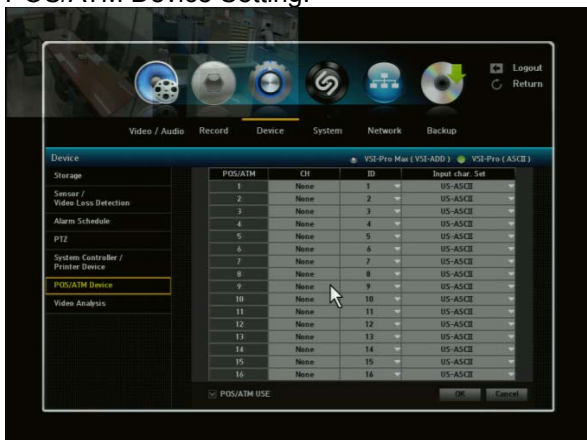 POS/ATM Device Setting:
Logout
Return
Video / Audio Record Device System Network Backup
Device
VSI-Pro Max ( VSI-ADD ) VSI-Pro ( ASCII )
Storage
Sensor /
Video Loss Detection
Alarm Schedule
PTZ
System Controller /
Printer Device
POS/ATM Device
Video Analysis
POS/ATM CH ID Input char. Set
1 None 1 US-ASCII
2 None 2 US-ASCII
3 None 3 US-ASCII
4 None 4 US-ASCII
5 None 5 US-ASCII
6 None 6 US-ASCII
7 None 7 US-ASCII
8 None 8 US-ASCII
9 None 9 US-ASCII
10 None 10 US-ASCII
11 None 11 US-ASCII
12 None 12 US-ASCII
13 None 13 US-ASCII
14 None 14 US-ASCII
15 None 15 US-ASCII
16 None 16 US-ASCII
POS/ATM USE
OK Cancel